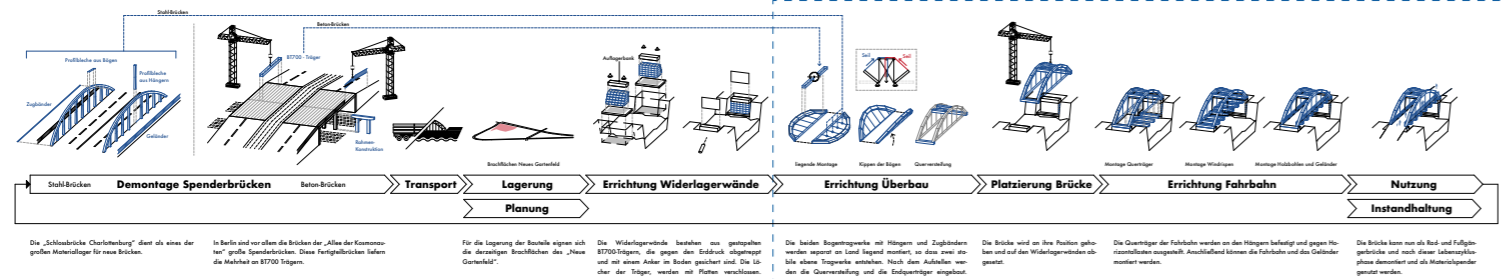 Stahl-Brücken
Beton-Brücken
Profilbleche aus Bögen
Profilbleche
aus Hängern
Zugbänder
Geländer
BT700 - Träger
Rahmen-
Konstruktion
Brachflächen Neues Gartenfeld
Auflagerbank
Seil
Seil
liegende Montage
Kippen der Bögen
Querversteifung
Montage Querträger
Montage Windrispen
Montage Holzbohlen und Geländer
Stahl-Brücken
Demontage Spenderbrücken
Beton-Brücken
Transport
Lagerung
Planung
Errichtung Widerlagerwände
Errichtung Überbau
Platzierung Brücke
Errichtung Fahrbahn
Nutzung
Instandhaltung
Die „Schlossbrücke Charlottenburg“ dient als eines der
großen Materiallager für neue Brücken.
In Berlin sind vor allem die Brücken der „Allee der Kosmonau-
ten“ große Spenderbrücken. Diese Fertigteilbrücken liefern
die Mehrheit an BT700 Trägern.
Für die Lagerung der Bauteile eignen sich
die derzeitigen Brachflächen des „Neue
Gartenfeld“.
Die Widerlagerwände bestehen aus gestapelten
BT700-Trägern, die gegen den Erddruck abgetreppt
und mit einem Anker im Boden gesichert sind. Die Lö-
cher der Träger, werden mit Platten verschlossen.
Die beiden Bogentragwerke mit Hängern und Zugbändern
werden separat an Land liegend montiert, so dass zwei sta-
bile ebene Tragwerke entstehen. Nach dem Aufstellen wer-
den die Querversteifung und die Endquerträger eingebaut.
Die Brücke wird an ihre Position geho-
ben und auf den Widerlagerwänden ab-
gesetzt.
Die Querträger der Fahrbahn werden an den Hängern befestigt und gegen Ho-
rizontallasten ausgesteift. Anschließend können die Fahrbahn und das Geländer
montiert werden.
Die Brücke kann nun als Rad- und Fußgän-
gerbrücke und nach dieser Lebenszyklus-
phase demontiert und als Materialspender
genutzt werden.